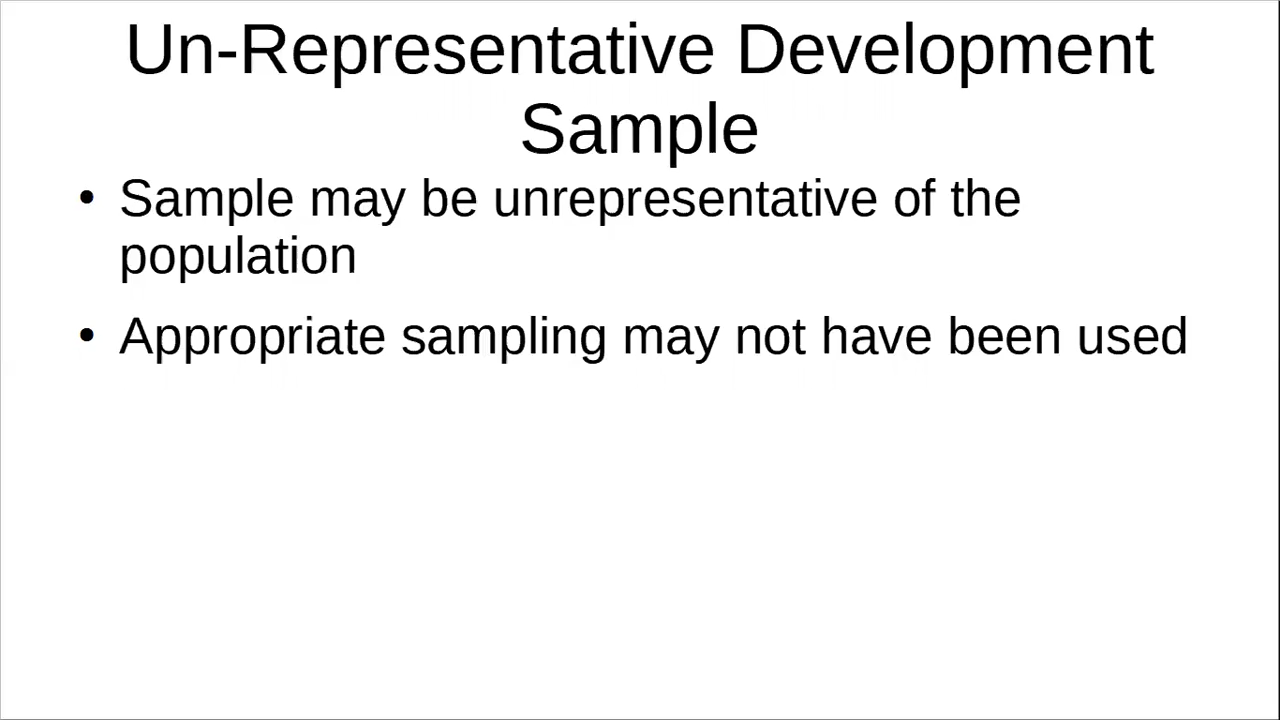 Un-Representative Development
Sample
• Sample may be unrepresentative of the
population
• Appropriate sampling may not have been used